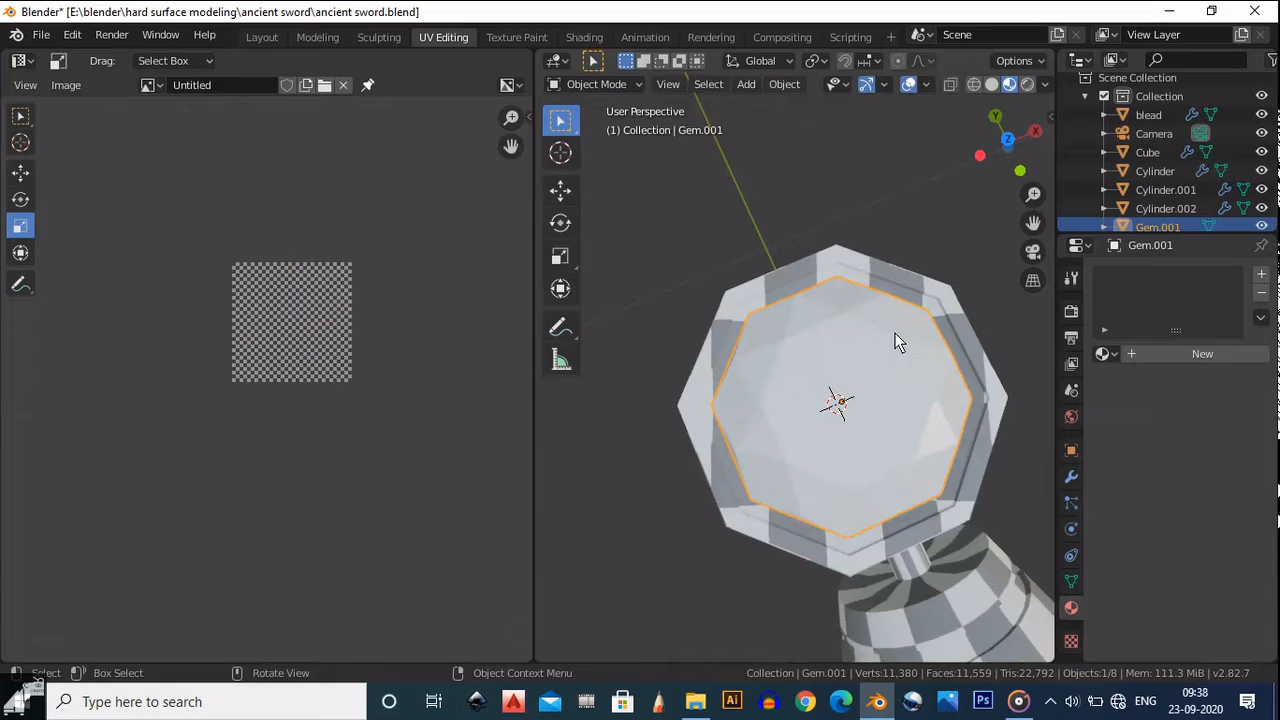 Blender* [E:\blender\hard surface modeling\ancient sword\ancient sword.blend]
File Edit Render Window Help Layout Modeling Sculpting UV Editing Texture Paint Shading Animation Rendering Compositing Scripting Scene View Layer
Drag: Select Box Global Options
View Image Untitled Object Mode View Select Add Object
User Perspective
(1) Collection | Gem.001
Y
X
Z
Scene Collection
Collection
blead
Camera
Cube
Cylinder
Cylinder.001
Cylinder.002
Gem.001
Gem.001
New
Select Box Select Rotate View Object Context Menu Collection | Gem.001 | Verts:11,380 | Faces:11,559 | Tris:22,792 | Objects:1/8 | Mem: 111.3 MiB | v2.82.7
Type here to search
Ai
Ps
ENG
09:38
23-09-2020